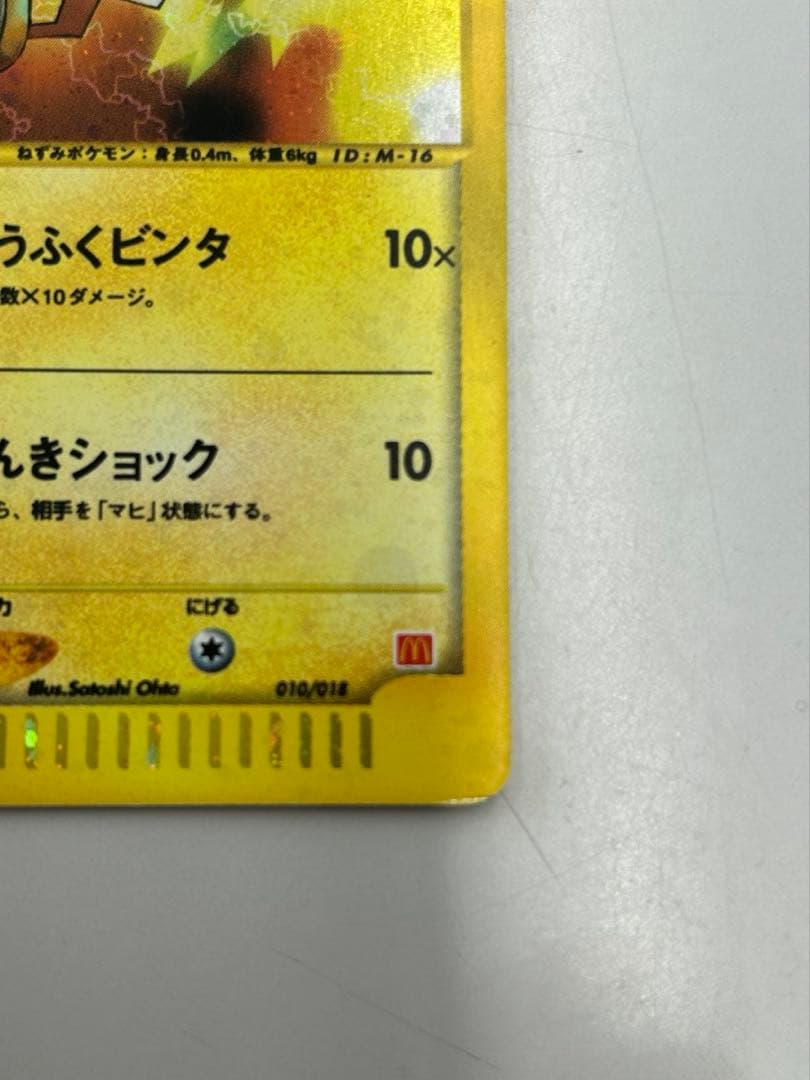 ねずみポケモン：身長0.4m、体重6kg ID：M-16
うふくビンタ 10×
数×10ダメージ。
んきショック 10
ら、相手を「マヒ」状態にする。
力 にげる
Illus.Satoshi Ohta 010/018